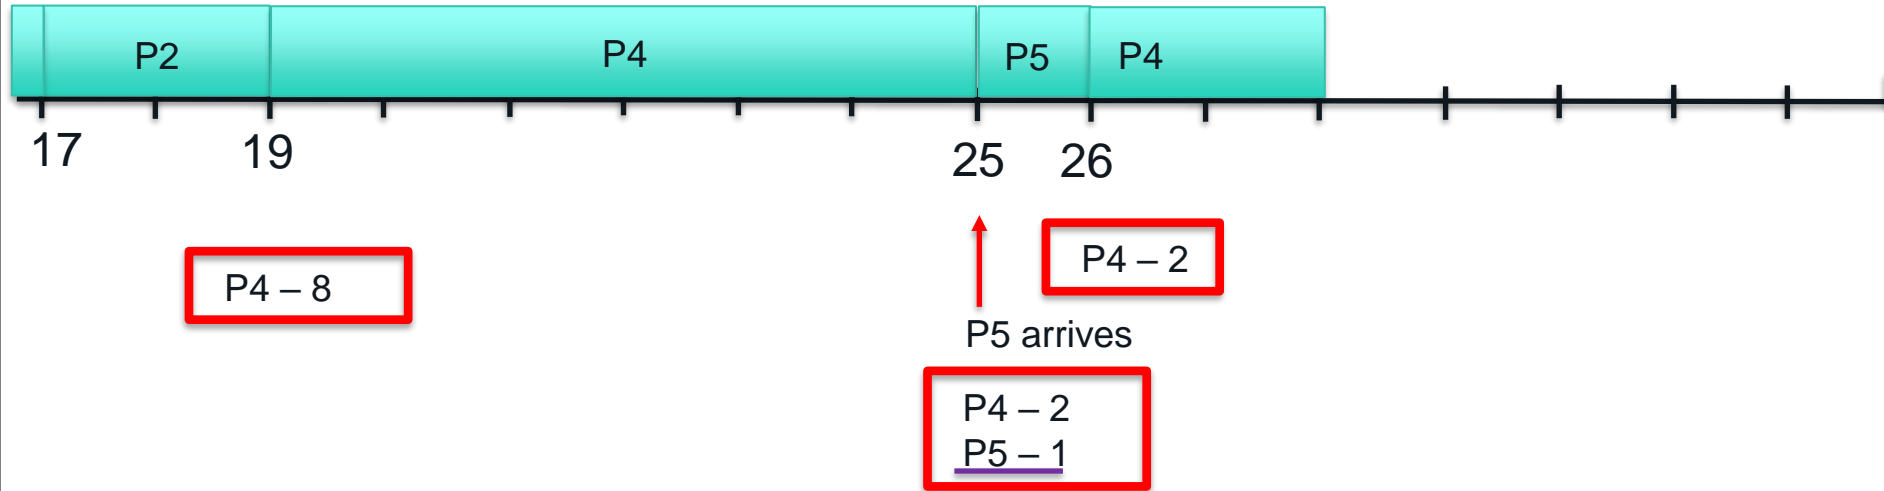 P2 P4 P5 P4
17 19 25 26
P4 – 8
P4 – 2
P5 arrives
P4 – 2
P5 – 1